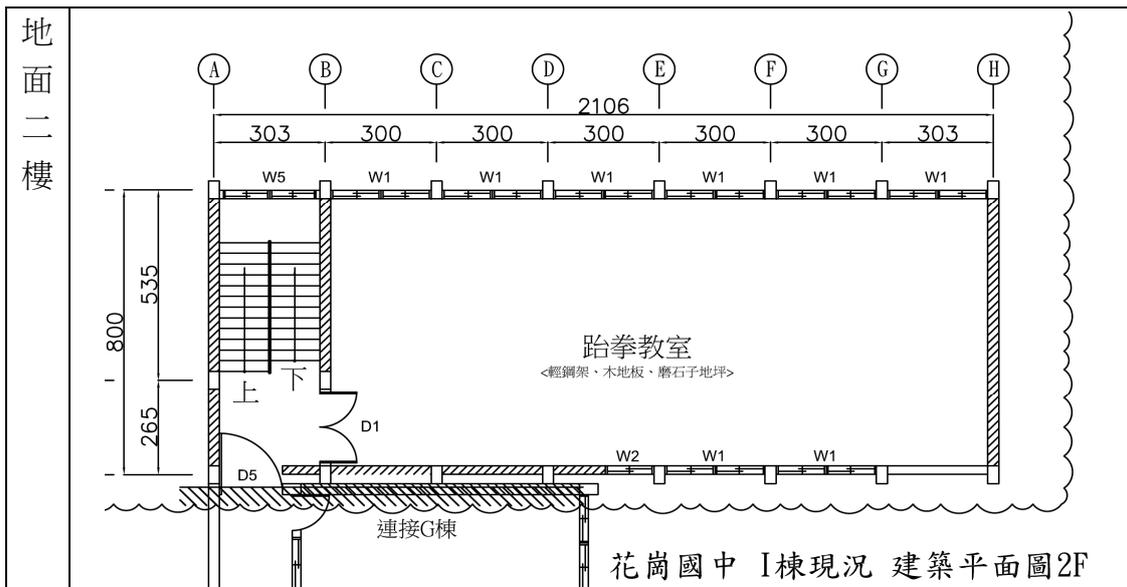 地面二樓
A B C D E F G H
2106
303 300 300 300 300 300 303
W5 W1 W1 W1 W1 W1 W1
535
800
跆拳教室
<輕鋼架、木地板、磨石子地坪>
上 下
265
D1
D5
W2 W1 W1
連接G棟
花崗國中 I棟現況 建築平面圖2F